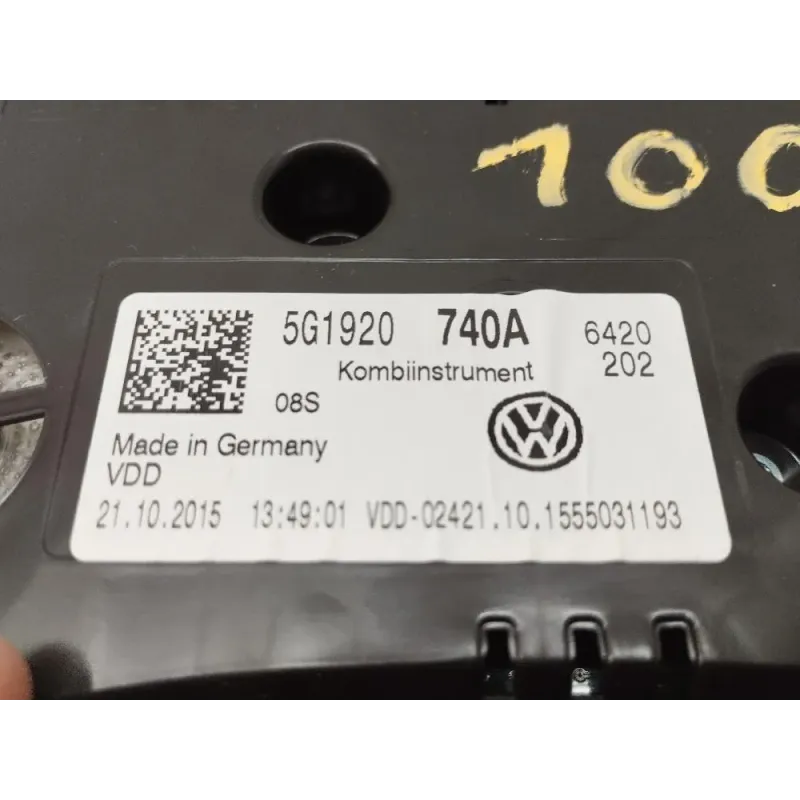 100
5G1920 740A 6420
Kombiinstrument 202
08S
Made in Germany
VDD
21.10.2015 13:49:01 VDD-02421.10.1555031193